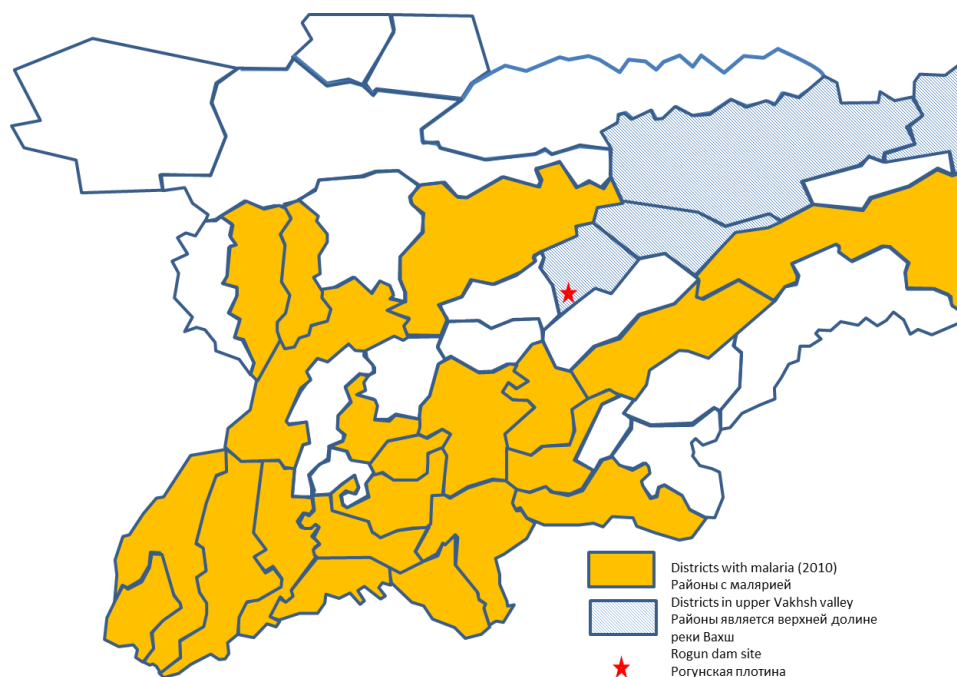 Districts with malaria (2010)
Районы с малярией
Districts in upper Vakhsh valley
Районы является верхней долине
реки Вахш
Rogun dam site
Рогунская плотина